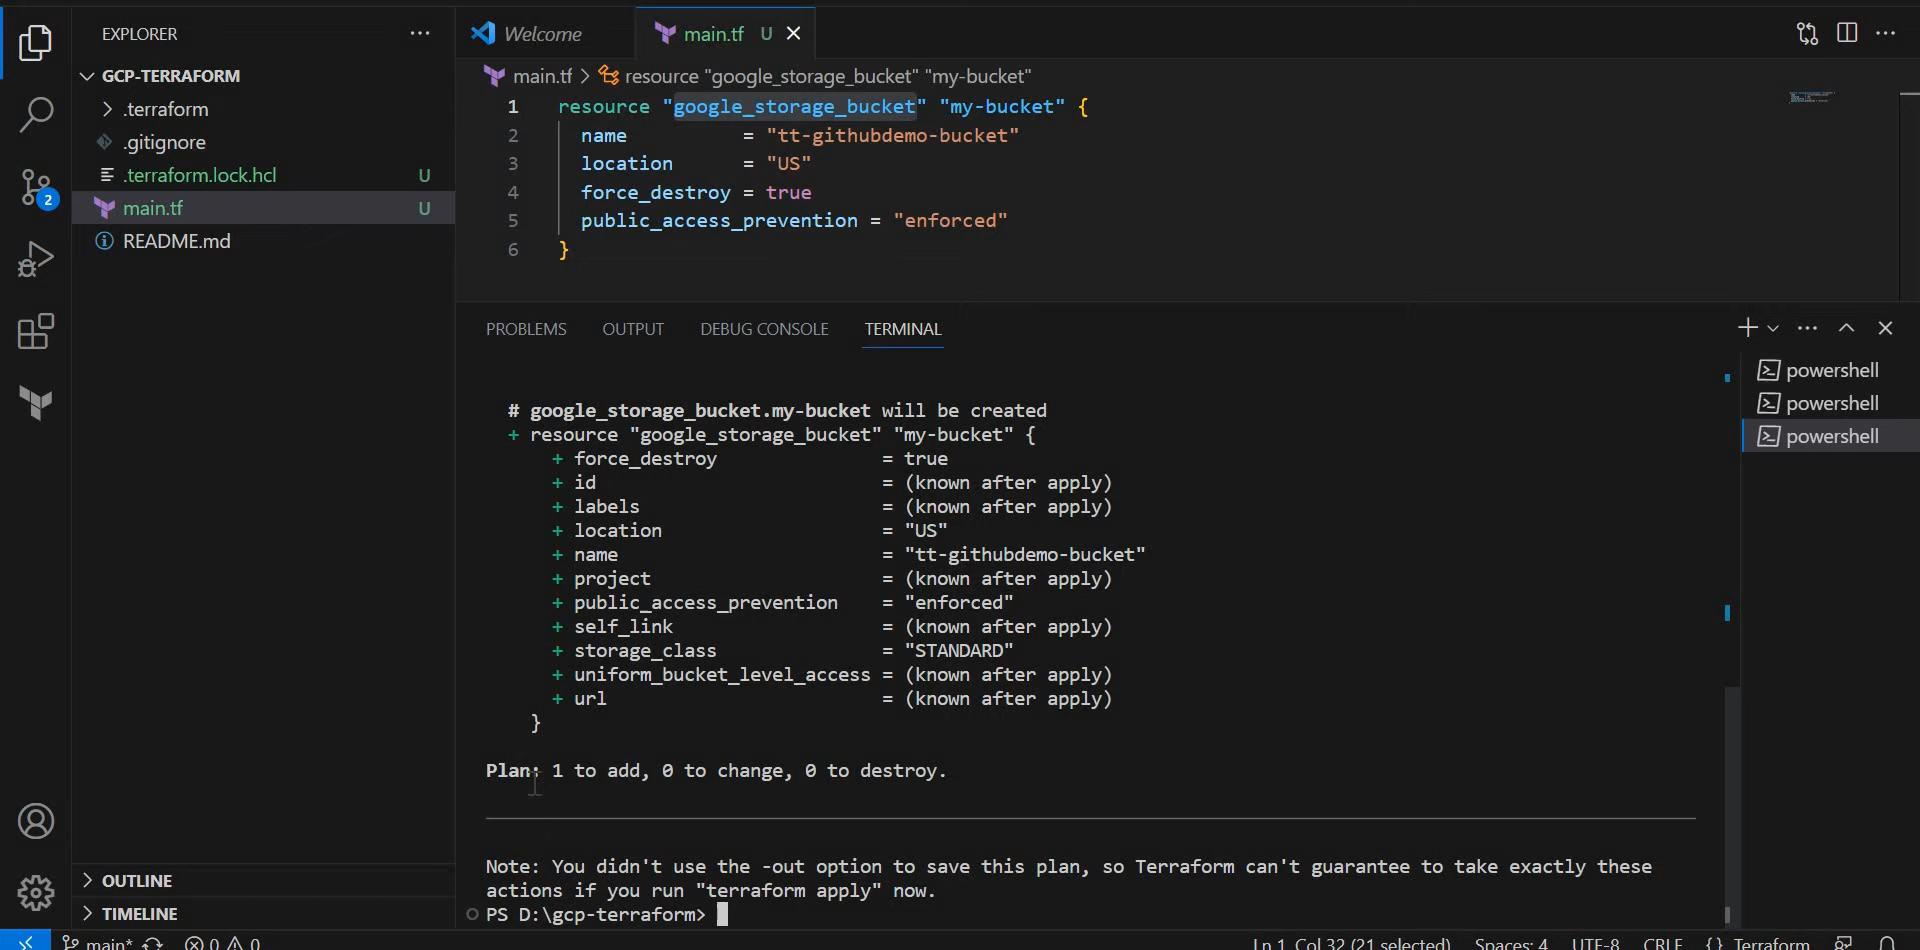 EXPLORER
GCP-TERRAFORM
.terraform
.gitignore
.terraform.lock.hcl U
main.tf U
README.md
OUTLINE
TIMELINE
2
Welcome
main.tf U
main.tf > resource "google_storage_bucket" "my-bucket"
1 resource "google_storage_bucket" "my-bucket" {
2 name = "tt-githubdemo-bucket"
3 location = "US"
4 force_destroy = true
5 public_access_prevention = "enforced"
6 }
PROBLEMS OUTPUT DEBUG CONSOLE TERMINAL
# google_storage_bucket.my-bucket will be created
+ resource "google_storage_bucket" "my-bucket" {
+ force_destroy = true
+ id = (known after apply)
+ labels = (known after apply)
+ location = "US"
+ name = "tt-githubdemo-bucket"
+ project = (known after apply)
+ public_access_prevention = "enforced"
+ self_link = (known after apply)
+ storage_class = "STANDARD"
+ uniform_bucket_level_access = (known after apply)
+ url = (known after apply)
}
Plan: 1 to add, 0 to change, 0 to destroy.
Note: You didn't use the -out option to save this plan, so Terraform can't guarantee to take exactly these
actions if you run "terraform apply" now.
PS D:\gcp-terraform>
powershell
powershell
powershell
main* 0 0 Ln 1, Col 32 (21 selected) Spaces: 4 UTF-8 CRLF {} Terraform